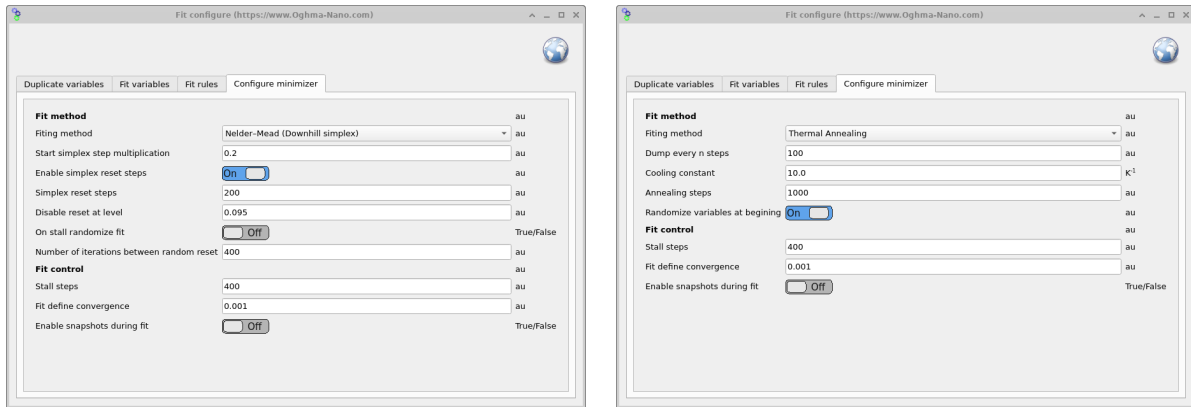 Fit configure (https://www.Oghma-Nano.com)
Duplicate variables Fit variables Fit rules Configure minimizer
Fit method au
Fiting method Nelder–Mead (Downhill simplex) au
Start simplex step multiplication 0.2 au
Enable simplex reset steps On au
Simplex reset steps 200 au
Disable reset at level 0.095 au
On stall randomize fit Off True/False
Number of iterations between random reset 400 au
Fit control au
Stall steps 400 au
Fit define convergence 0.001 au
Enable snapshots during fit Off True/False
Fit configure (https://www.Oghma-Nano.com)
Duplicate variables Fit variables Fit rules Configure minimizer
Fit method au
Fiting method Thermal Annealing au
Dump every n steps 100 au
Cooling constant 10.0 K⁻¹
Annealing steps 1000 au
Randomize variables at begining On au
Fit control au
Stall steps 400 au
Fit define convergence 0.001 au
Enable snapshots during fit Off True/False